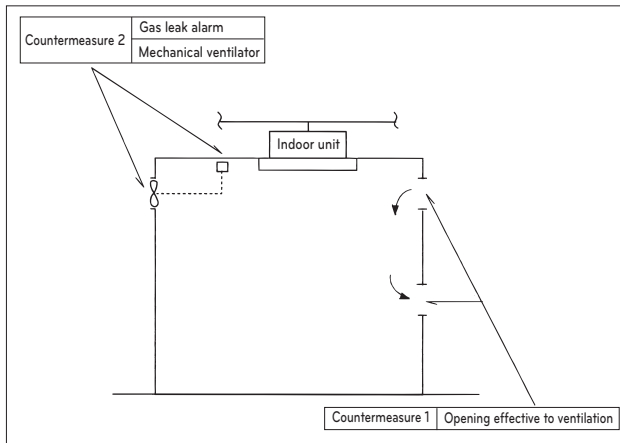 Countermeasure 2
Gas leak alarm
Mechanical ventilator
Indoor unit
Countermeasure 1
Opening effective to ventilation